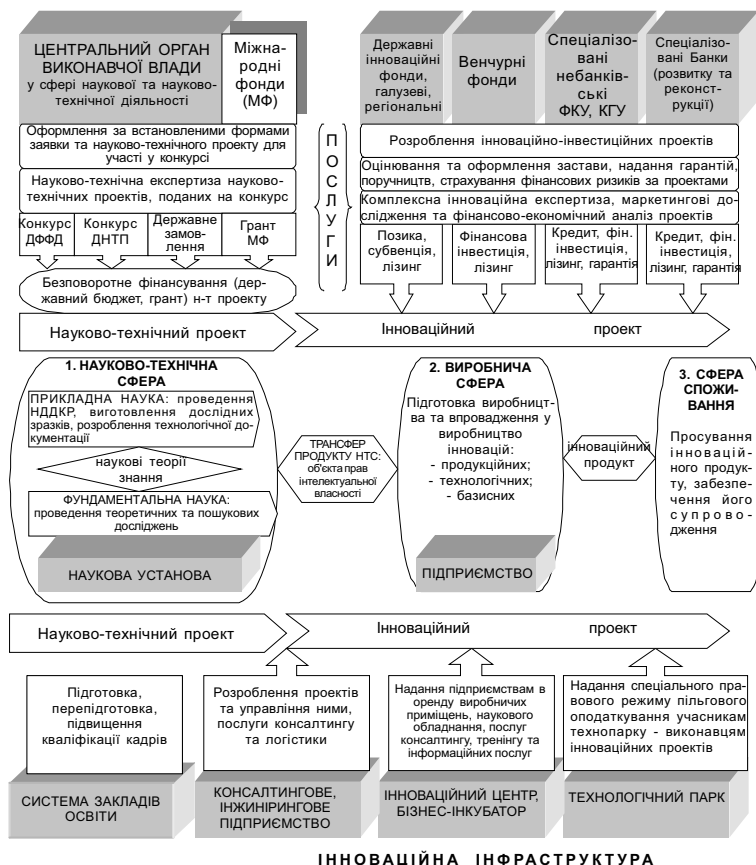 ЦЕНТРАЛЬНИЙ ОРГАН
ВИКОНАВЧОЇ ВЛАДИ
у сфері наукової та науково-
технічної діяльності
Міжна-
родні
фонди
(МФ)
Державні
інноваційні
фонди,
галузеві,
регіональні
Венчурні
фонди
Спеціалізо-
вані
небанків-
ські
ФКУ, КГУ
Спеціалізо-
вані Банки
(розвитку та
реконст-
рукції)
Оформлення за встановленими формами
заявки та науково-технічного проекту для
участі у конкурсі
Науково-технічна експертиза науково-
технічних проектів, поданих на конкурс
Конкурс
ДФФД
Конкурс
ДНТП
Державне
замов-
лення
Грант
МФ
Безповоротне фінансування (дер-
жавний бюджет, грант) н-т проекту
П
О
С
Л
У
Г
И
Розроблення інноваційно-інвестиційних проектів
Оцінювання та оформлення застави, надання гарантій,
поручництв, страхування фінансових ризиків за проектами
Комплексна інноваційна експертиза, маркетингові до-
слідження та фінансово-економічний аналіз проектів
Позика,
субвенція,
лізинг
Фінансова
інвестиція,
лізинг
Кредит, фін.
інвестиція,
лізинг, гарантія
Кредит, фін.
інвестиція,
лізинг, гарантія
Науково-технічний проект
Інноваційний проект
1. НАУКОВО-ТЕХНІЧНА
СФЕРА
ПРИКЛАДНА НАУКА: проведення
НДДКР, виготовлення дослідних
зразків, розроблення технологічної до-
кументації
наукові теорії
знання
ФУНДАМЕНТАЛЬНА НАУКА:
проведення теоретичних та пошукових
досліджень
НАУКОВА УСТАНОВА
ТРАНСФЕР
ПРОДУКТУ НТС:
об'єкта прав
інтелектуальної
власності
2. ВИРОБНИЧА
СФЕРА
Підготовка виробницт-
ва та впровадження у
виробництво
інновацій:
- продукційних;
- технологічних;
- базисних
ПІДПРИЄМСТВО
інноваційний
продукт
3. СФЕРА
СПОЖИ-
ВАННЯ
Просування
інновацій-
ного продук-
ту, забезпе-
чення його
супрово-
дження
Науково-технічний проект
Інноваційний проект
Підготовка,
перепідготовка,
підвищення
кваліфікації кадрів
Розроблення проектів
та управління ними,
послуги консалтингу
та логістики
Надання підприємствам в
оренду виробничих
приміщень, наукового
обладнання, послуг
консалтингу, тренінгу та
інформаційних послуг
Надання спеціального пра-
вового режиму пільгового
оподаткування учасникам
технопарку - виконавцям
інноваційних проектів
СИСТЕМА ЗАКЛАДІВ
ОСВІТИ
КОНСАЛТИНГОВЕ,
ІНЖИНІРИНГОВЕ
ПІДПРИЄМСТВО
ІННОВАЦІЙНИЙ ЦЕНТР,
БІЗНЕС-ІНКУБАТОР
ТЕХНОЛОГІЧНИЙ ПАРК
ІННОВАЦІЙНА ІНФРАСТРУКТУРА